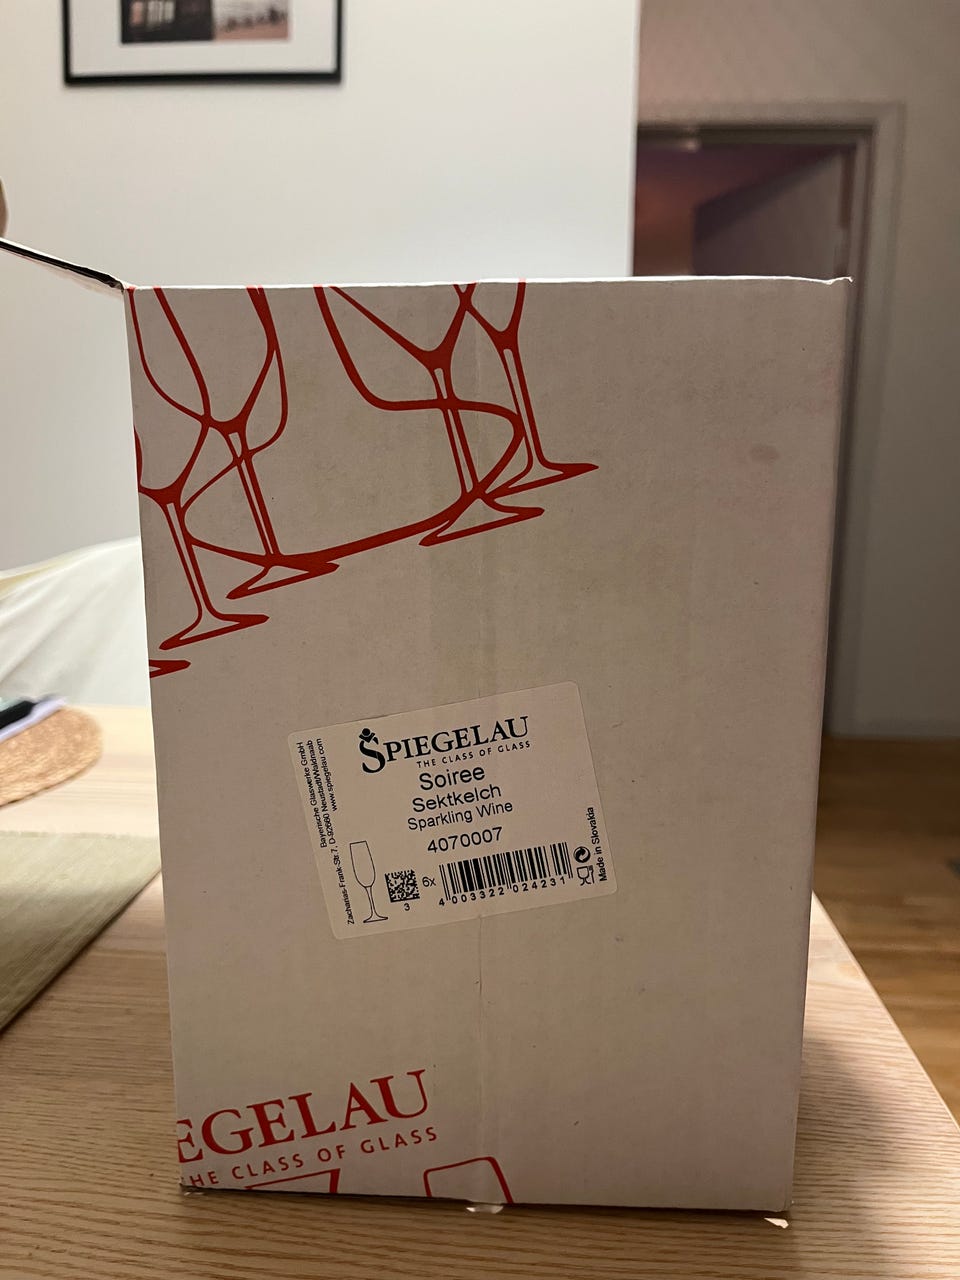 SPIEGELAU
THE CLASS OF GLASS
Soiree
Sektkelch
Sparkling Wine
4070007
6x
3
4 003322 024231
Made in Slovakia
Bayerische Glaswerke GmbH
Zacharias-Frank-Str. 7, D-92660 Neustadt/Waldnaab
www.spiegelau.com
EGELAU
HE CLASS OF GLASS